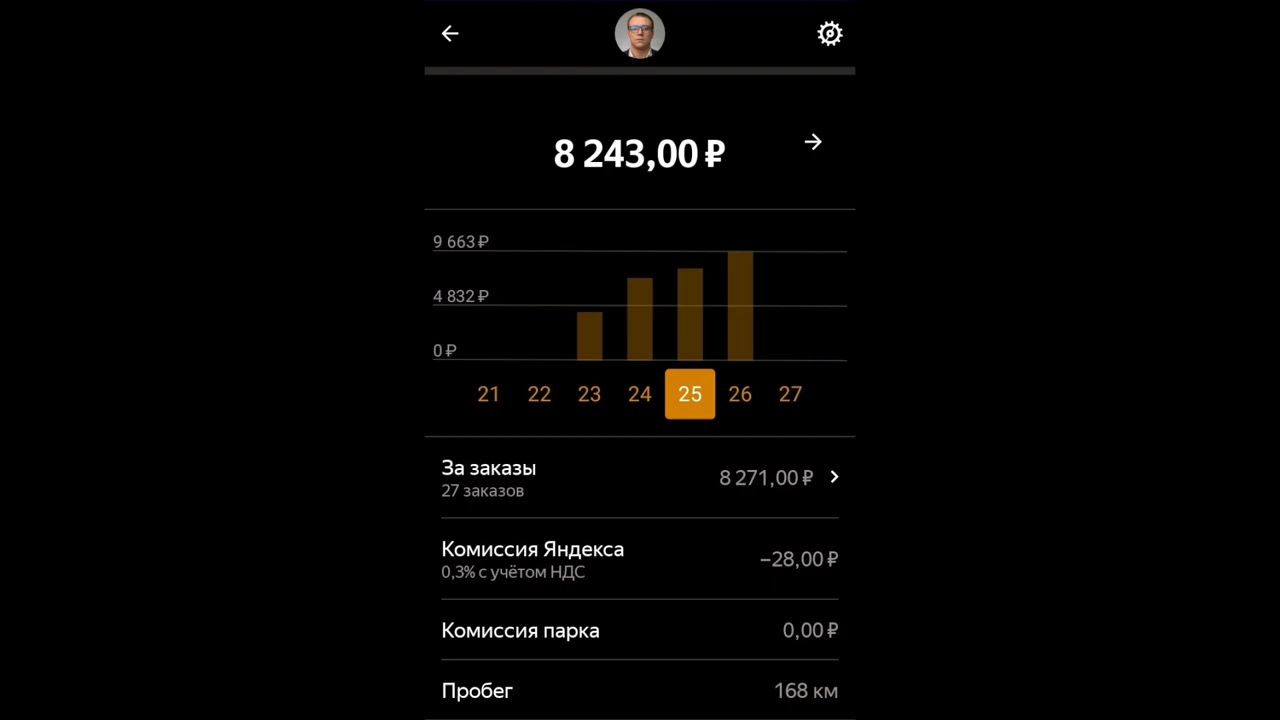 8 243,00 ₽
9 663 ₽
4 832 ₽
0 ₽
21 22 23 24 25 26 27
За заказы
27 заказов
8 271,00 ₽
Комиссия Яндекса
0,3% с учётом НДС
−28,00 ₽
Комиссия парка
0,00 ₽
Пробег
168 км